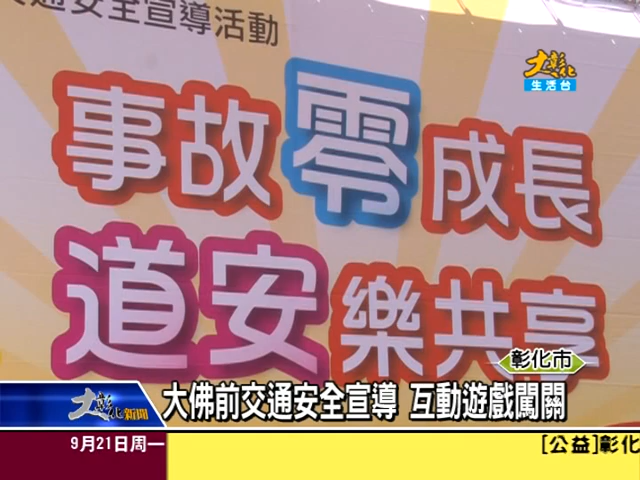 交通安全宣導活動
大彰化
生活台
事故零成長
道安樂共享
彰化市
大彰化新聞
大佛前交通安全宣導 互動遊戲闖關
9月21日周一
[公益]彰化